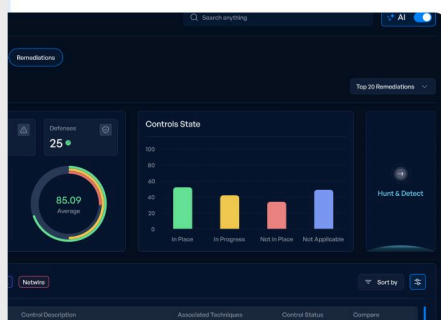 Search anything
AI
Remediations
Top 20 Remediations
Defenses
25
85.09
Average
Controls State
100
80
60
40
20
0
In Place
In Progress
Not in Place
Not Applicable
Hunt & Detect
Netwire
Sort by
Control Description
Associated Techniques
Control Status
Compare